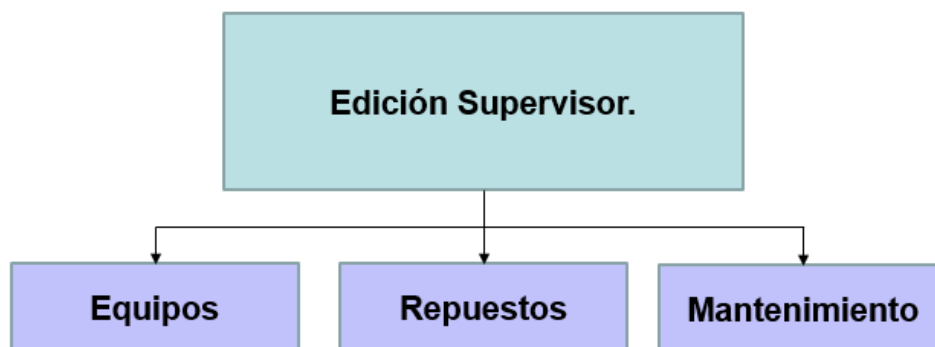 Edición Supervisor.
Equipos
Repuestos
Mantenimiento